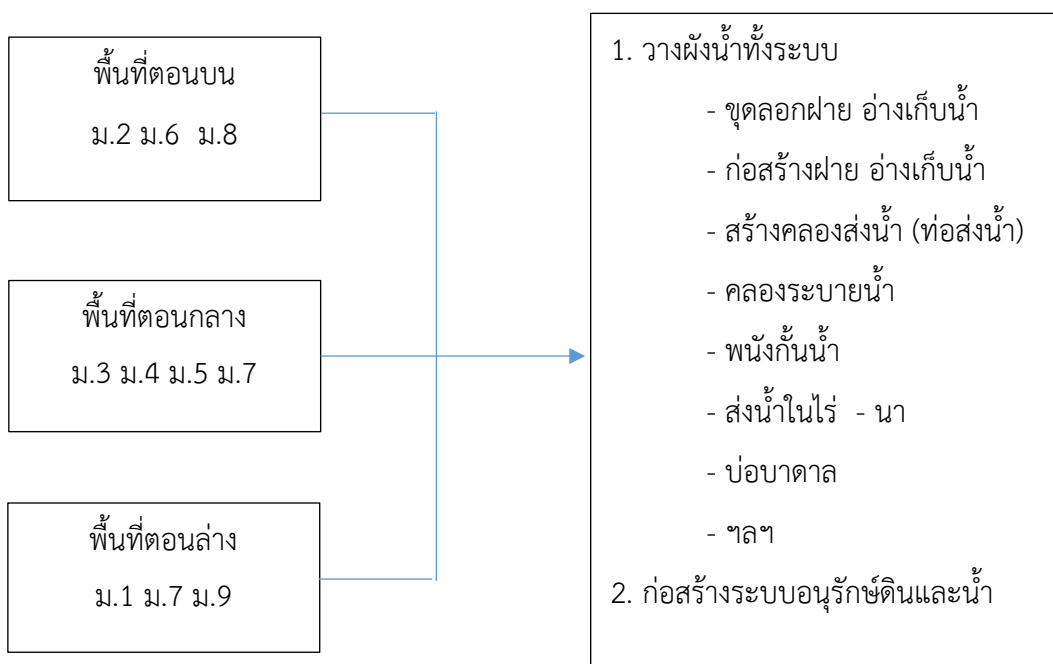 พื้นที่ตอนบน
ม.2 ม.6 ม.8
พื้นที่ตอนกลาง
ม.3 ม.4 ม.5 ม.7
พื้นที่ตอนล่าง
ม.1 ม.7 ม.9
1. วางผังน้ำทั้งระบบ
- ขุดลอกฝาย อ่างเก็บน้ำ
- ก่อสร้างฝาย อ่างเก็บน้ำ
- สร้างคลองส่งน้ำ (ท่อส่งน้ำ)
- คลองระบายน้ำ
- พนังกั้นน้ำ
- ส่งน้ำในไร่ - นา
- บ่อบาดาล
- ฯลฯ
2. ก่อสร้างระบบอนุรักษ์ดินและน้ำ